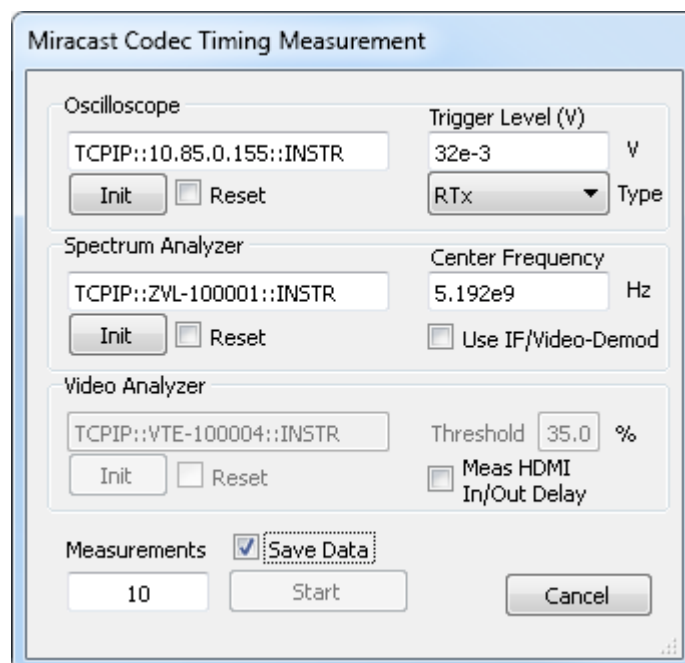 Miracast Codec Timing Measurement
Oscilloscope
Trigger Level (V)
TCPIP::10.85.0.155::INSTR
32e-3 V
Init Reset
RTx Type
Spectrum Analyzer
Center Frequency
TCPIP::ZVL-100001::INSTR
5.192e9 Hz
Init Reset
Use IF/Video-Demod
Video Analyzer
TCPIP::VTE-100004::INSTR
Threshold 35.0 %
Init Reset
Meas HDMI
In/Out Delay
Measurements Save Data
10 Start Cancel